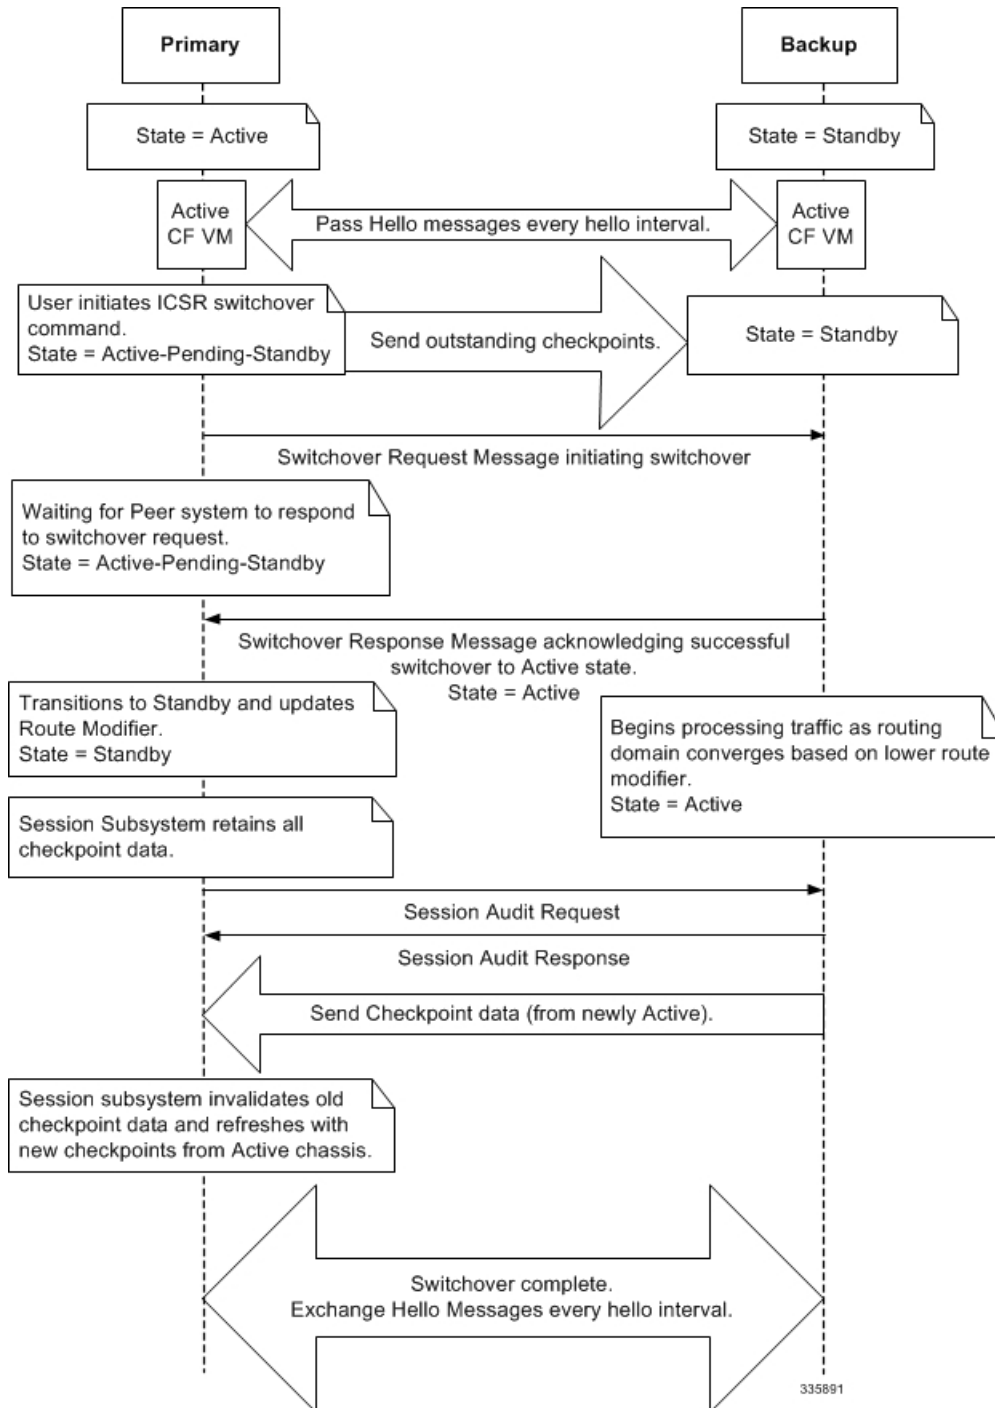 Primary
Backup
State = Active
State = Standby
Active
CF VM
Pass Hello messages every hello interval.
Active
CF VM
User initiates ICSR switchover
command.
State = Active-Pending-Standby
Send outstanding checkpoints.
State = Standby
Switchover Request Message initiating switchover
Waiting for Peer system to respond
to switchover request.
State = Active-Pending-Standby
Switchover Response Message acknowledging successful
switchover to Active state.
State = Active
Transitions to Standby and updates
Route Modifier.
State = Standby
Begins processing traffic as routing
domain converges based on lower route
modifier.
State = Active
Session Subsystem retains all
checkpoint data.
Session Audit Request
Session Audit Response
Send Checkpoint data (from newly Active).
Session subsystem invalidates old
checkpoint data and refreshes with
new checkpoints from Active chassis.
Switchover complete.
Exchange Hello Messages every hello interval.
335891